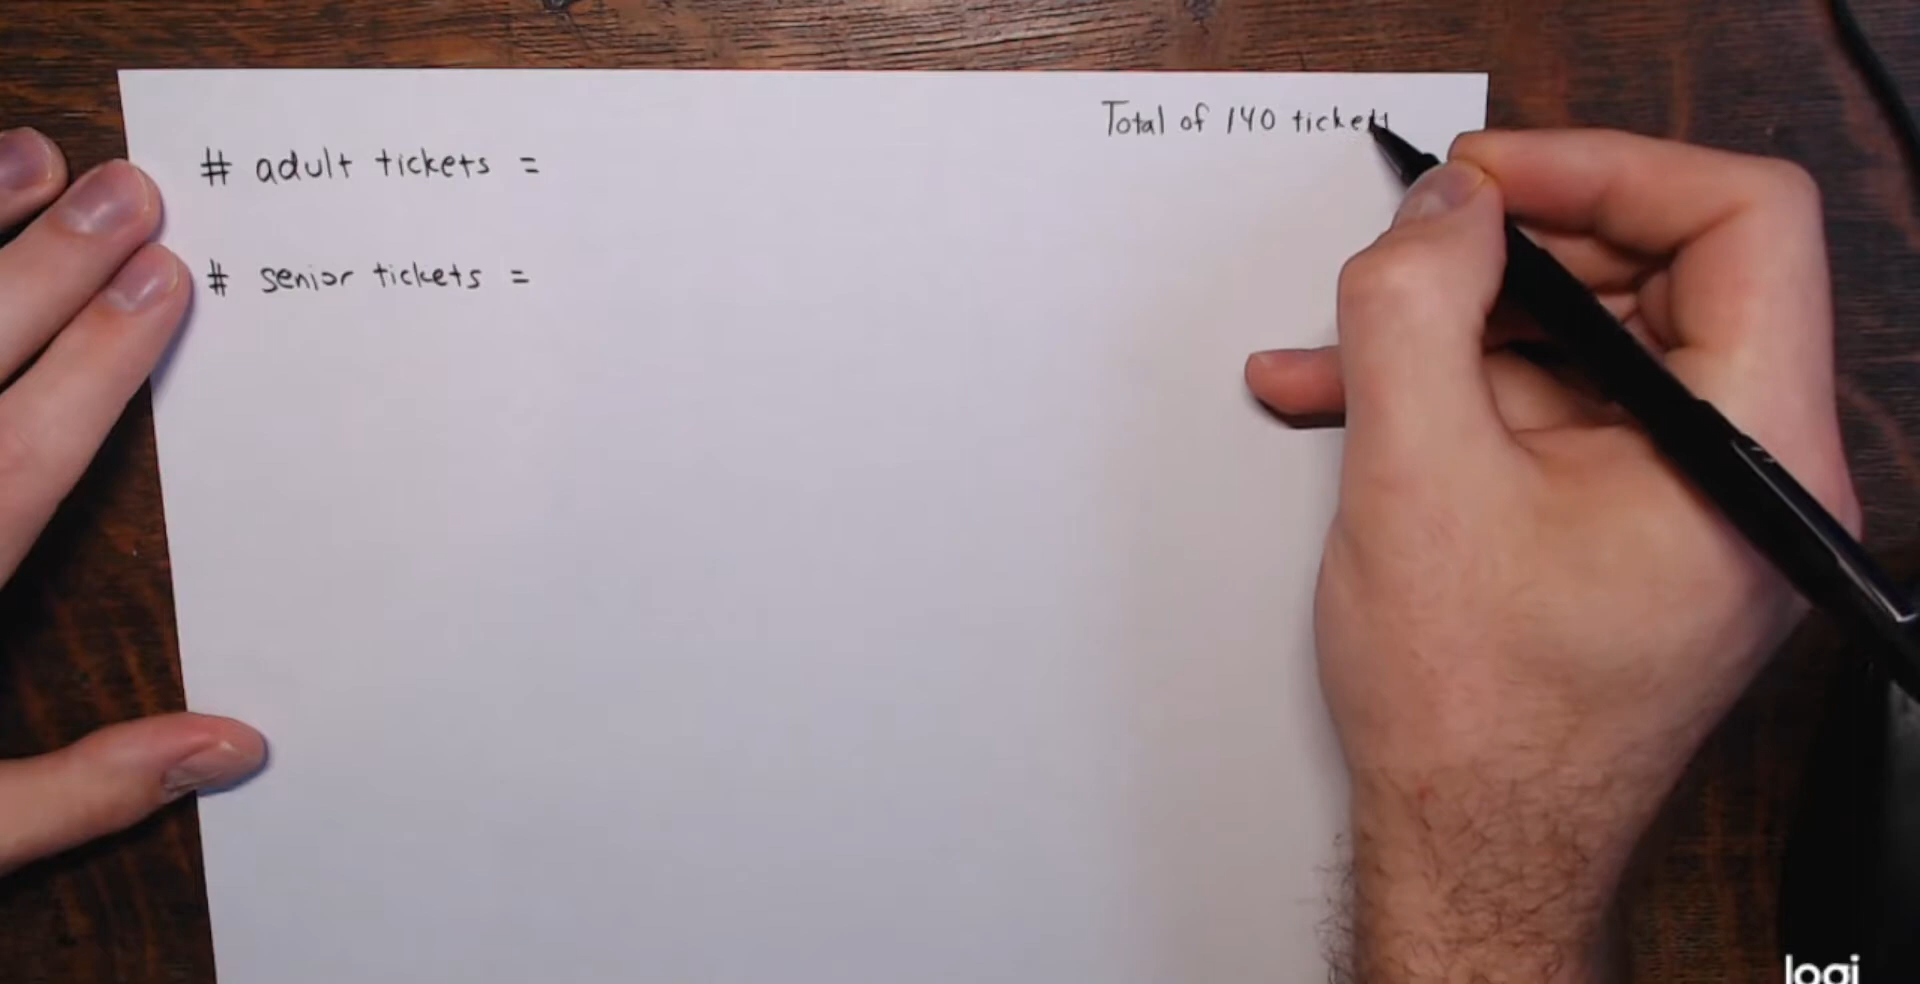 Total of 140 tickets
# adult tickets =
# senior tickets =
logi